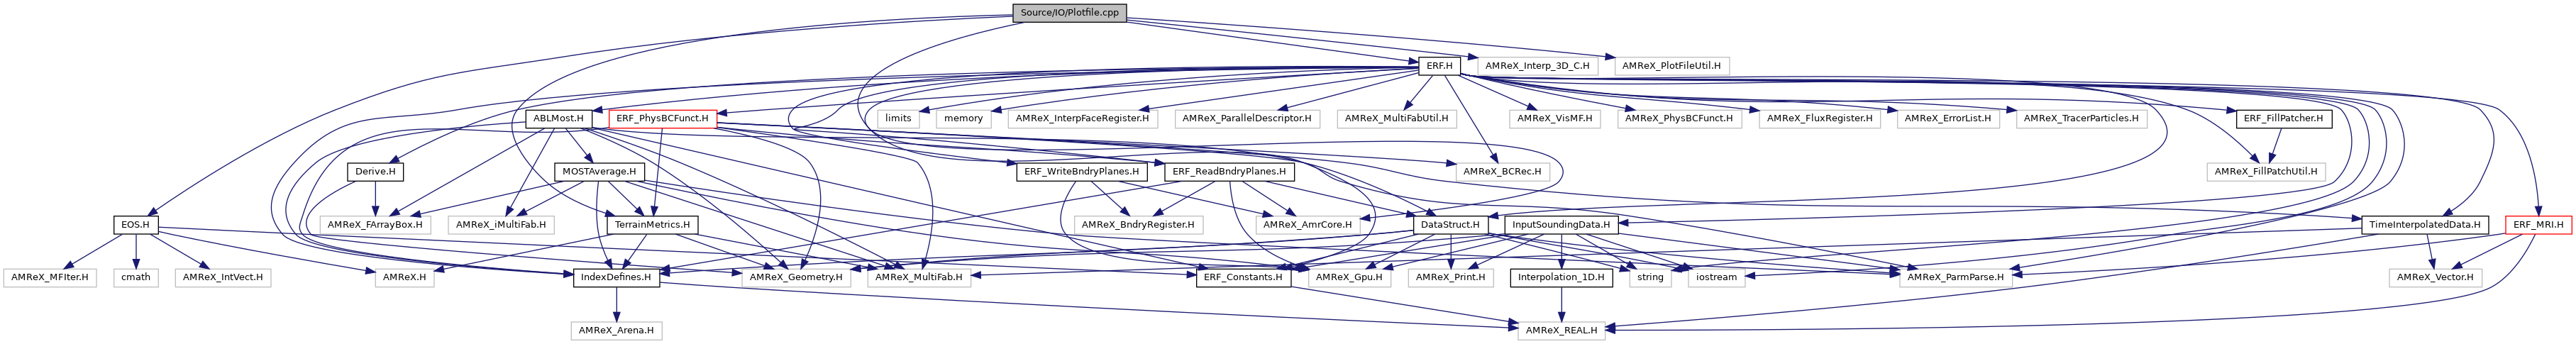 Source/IO/Plotfile.cpp
ERF.H
AMReX_Interp_3D_C.H
AMReX_PlotFileUtil.H
ABLMost.H
ERF_PhysBCFunct.H
limits
memory
AMReX_InterpFaceRegister.H
AMReX_ParallelDescriptor.H
AMReX_MultiFabUtil.H
AMReX_VisMF.H
AMReX_PhysBCFunct.H
AMReX_FluxRegister.H
AMReX_ErrorList.H
AMReX_TracerParticles.H
ERF_FillPatcher.H
Derive.H
MOSTAverage.H
ERF_WriteBndryPlanes.H
ERF_ReadBndryPlanes.H
AMReX_BCRec.H
AMReX_FillPatchUtil.H
EOS.H
AMReX_FArrayBox.H
AMReX_iMultiFab.H
TerrainMetrics.H
AMReX_BndryRegister.H
AMReX_AmrCore.H
DataStruct.H
InputSoundingData.H
TimeInterpolatedData.H
ERF_MRI.H
AMReX_MFIter.H
cmath
AMReX_IntVect.H
AMReX.H
IndexDefines.H
AMReX_Geometry.H
AMReX_MultiFab.H
ERF_Constants.H
AMReX_Gpu.H
AMReX_Print.H
Interpolation_1D.H
string
iostream
AMReX_ParmParse.H
AMReX_Vector.H
AMReX_Arena.H
AMReX_REAL.H